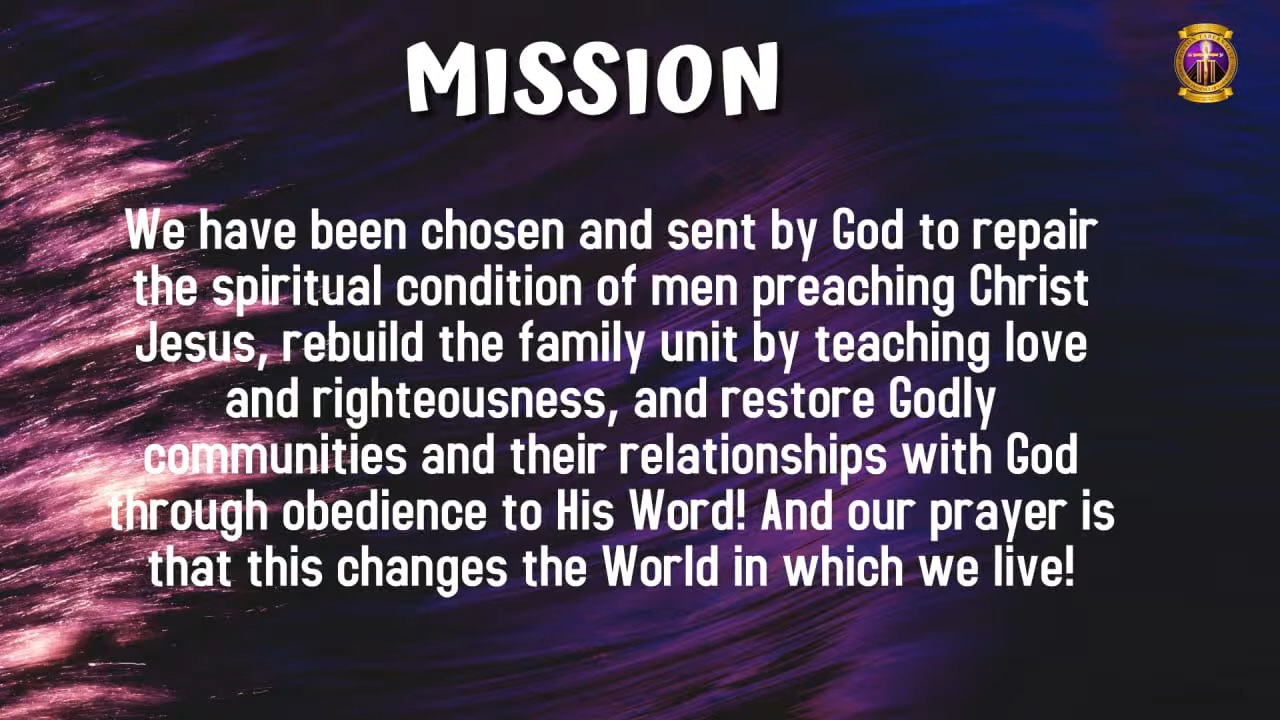 MISSION
We have been chosen and sent by God to repair
the spiritual condition of men preaching Christ
Jesus, rebuild the family unit by teaching love
and righteousness, and restore Godly
communities and their relationships with God
through obedience to His Word! And our prayer is
that this changes the World in which we live!